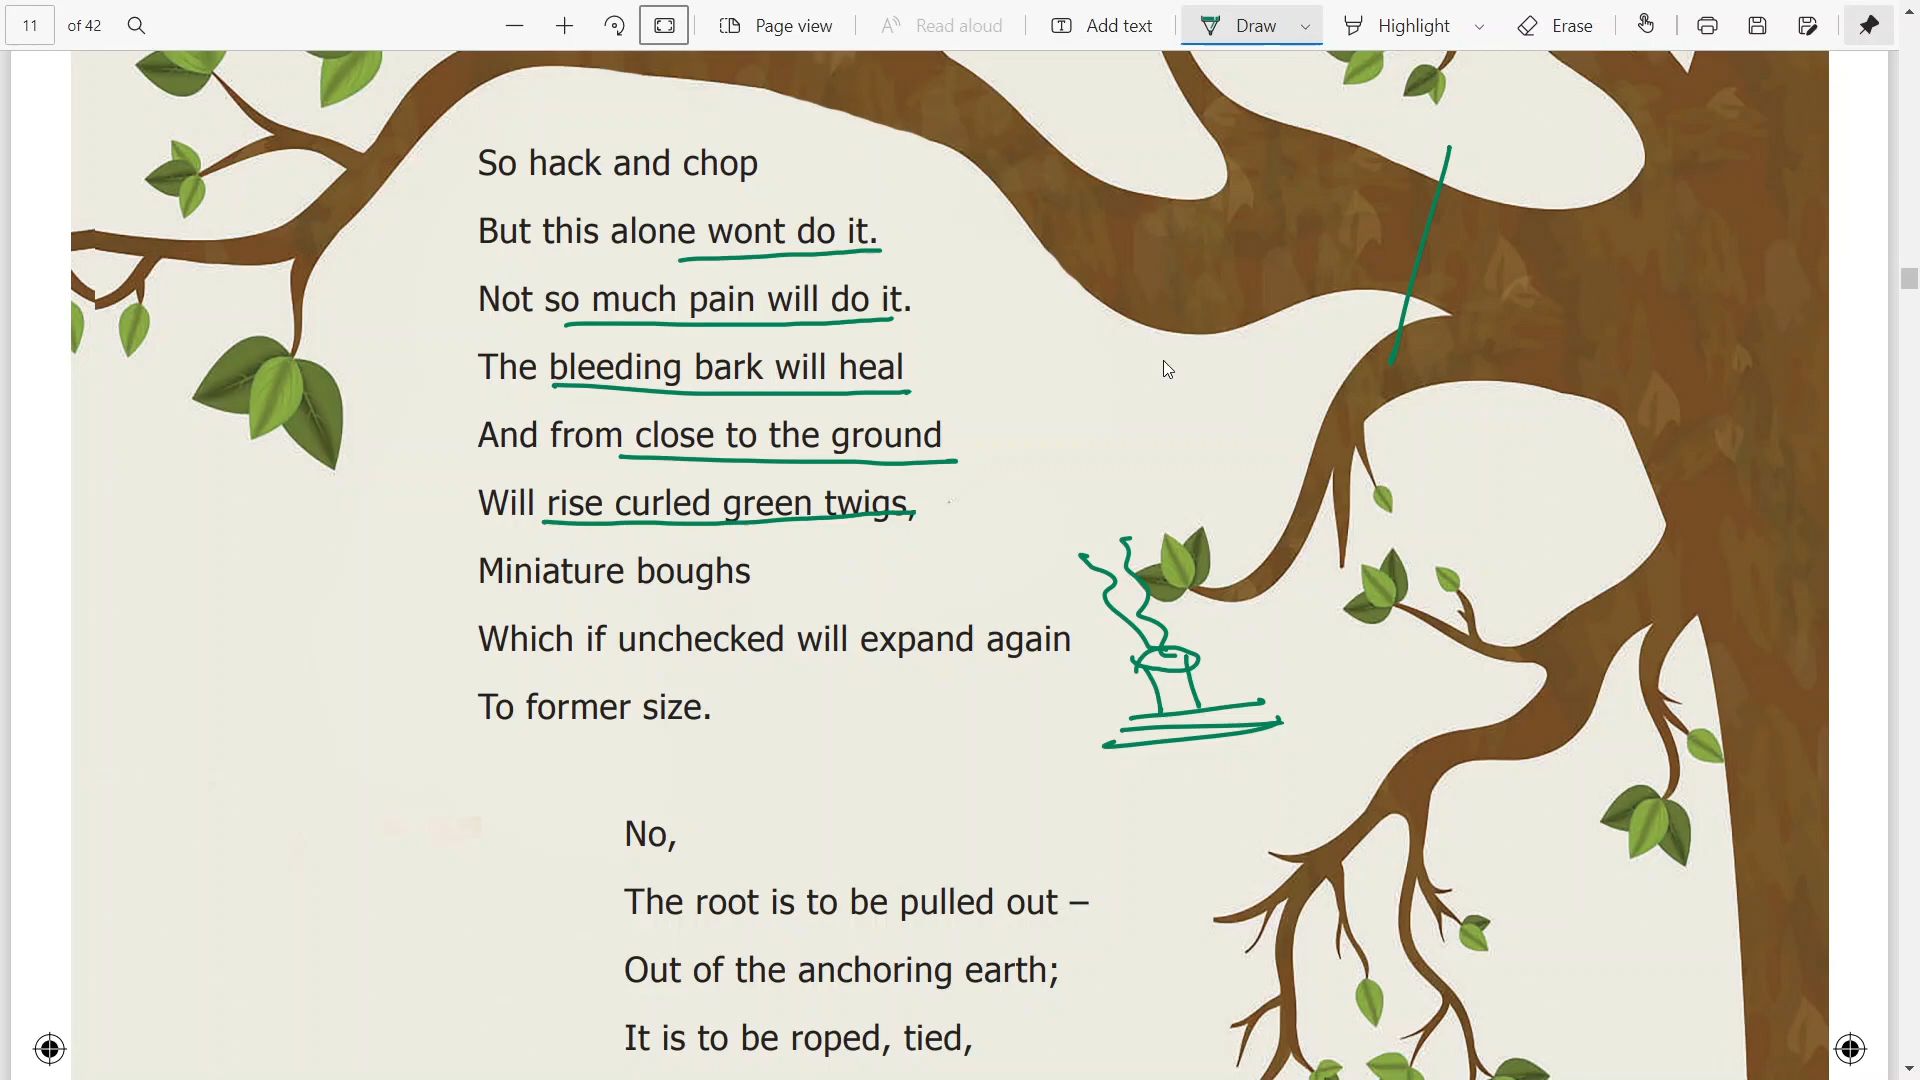 11 of 42 Page view Read aloud Add text Draw Highlight Erase
So hack and chop
But this alone wont do it.
Not so much pain will do it.
The bleeding bark will heal
And from close to the ground
Will rise curled green twigs,
Miniature boughs
Which if unchecked will expand again
To former size.
No,
The root is to be pulled out –
Out of the anchoring earth;
It is to be roped, tied,